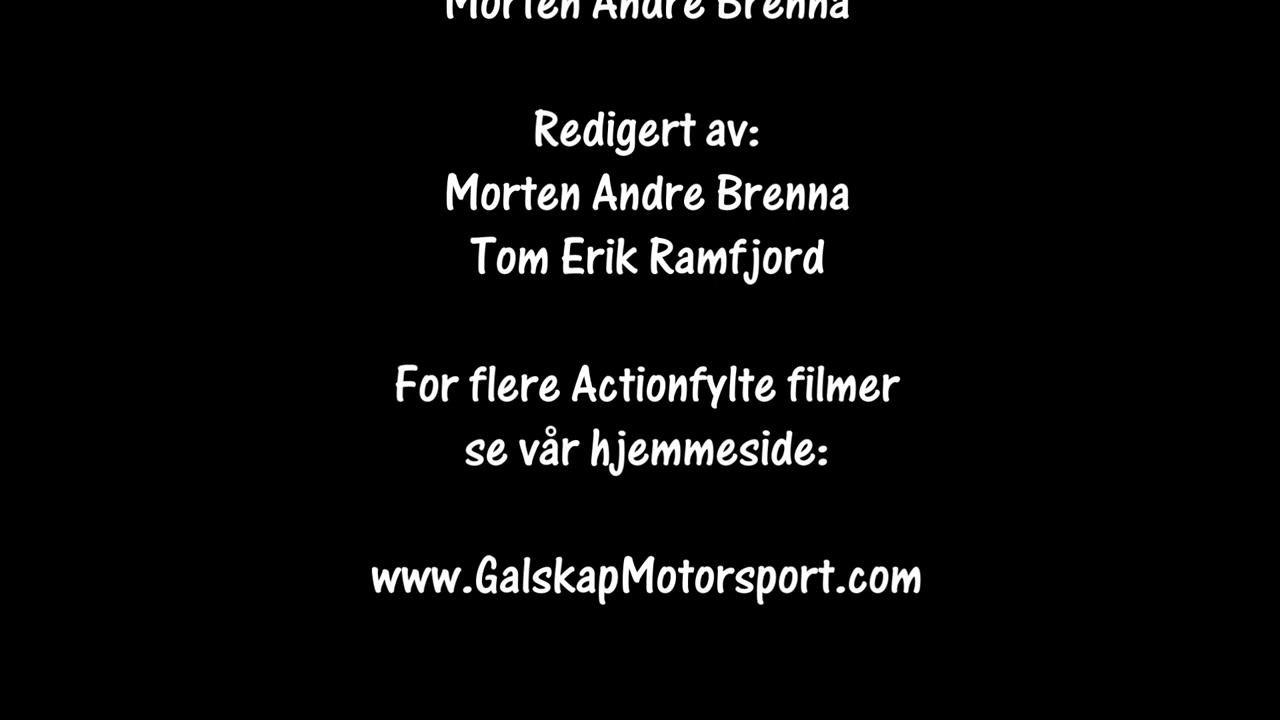 Morten Andre Brenna
Redigert av:
Morten Andre Brenna
Tom Erik Ramfjord
For flere Actionfylte filmer
se vår hjemmeside:
www.GalskapMotorsport.com